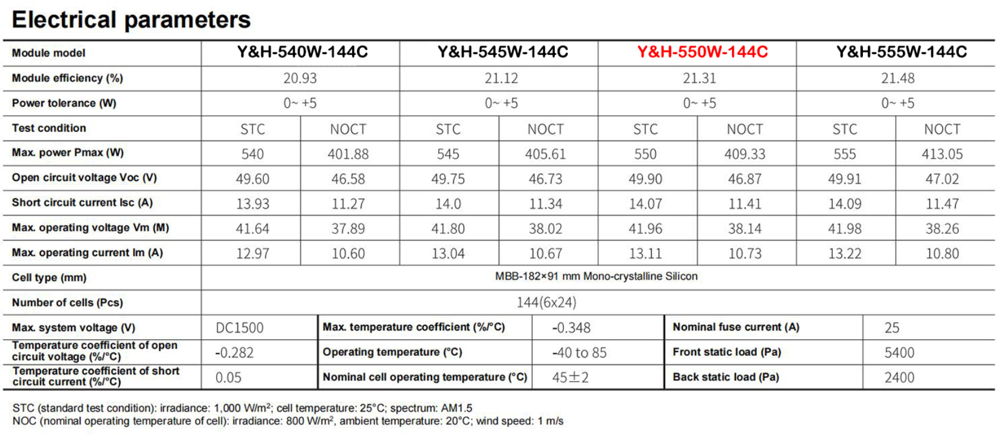 Electrical parameters
Module model Y&H-540W-144C Y&H-545W-144C Y&H-550W-144C Y&H-555W-144C
Module efficiency (%) 20.93 21.12 21.31 21.48
Power tolerance (W) 0~ +5 0~ +5 0~ +5 0~ +5
Test condition STC NOCT STC NOCT STC NOCT STC NOCT
Max. power Pmax (W) 540 401.88 545 405.61 550 409.33 555 413.05
Open circuit voltage Voc (V) 49.60 46.58 49.75 46.73 49.90 46.87 49.91 47.02
Short circuit current Isc (A) 13.93 11.27 14.0 11.34 14.07 11.41 14.09 11.47
Max. operating voltage Vm (M) 41.64 37.89 41.80 38.02 41.96 38.14 41.98 38.26
Max. operating current Im (A) 12.97 10.60 13.04 10.67 13.11 10.73 13.22 10.80
Cell type (mm) MBB-182×91 mm Mono-crystalline Silicon
Number of cells (Pcs) 144(6x24)
Max. system voltage (V) DC1500 Max. temperature coefficient (%/°C) -0.348 Nominal fuse current (A) 25
Temperature coefficient of open
circuit voltage (%/°C) -0.282 Operating temperature (°C) -40 to 85 Front static load (Pa) 5400
Temperature coefficient of short
circuit current (%/°C) 0.05 Nominal cell operating temperature (°C) 45±2 Back static load (Pa) 2400
STC (standard test condition): irradiance: 1,000 W/m²; cell temperature: 25°C; spectrum: AM1.5
NOC (nominal operating temperature of cell): irradiance: 800 W/m², ambient temperature: 20°C; wind speed: 1 m/s